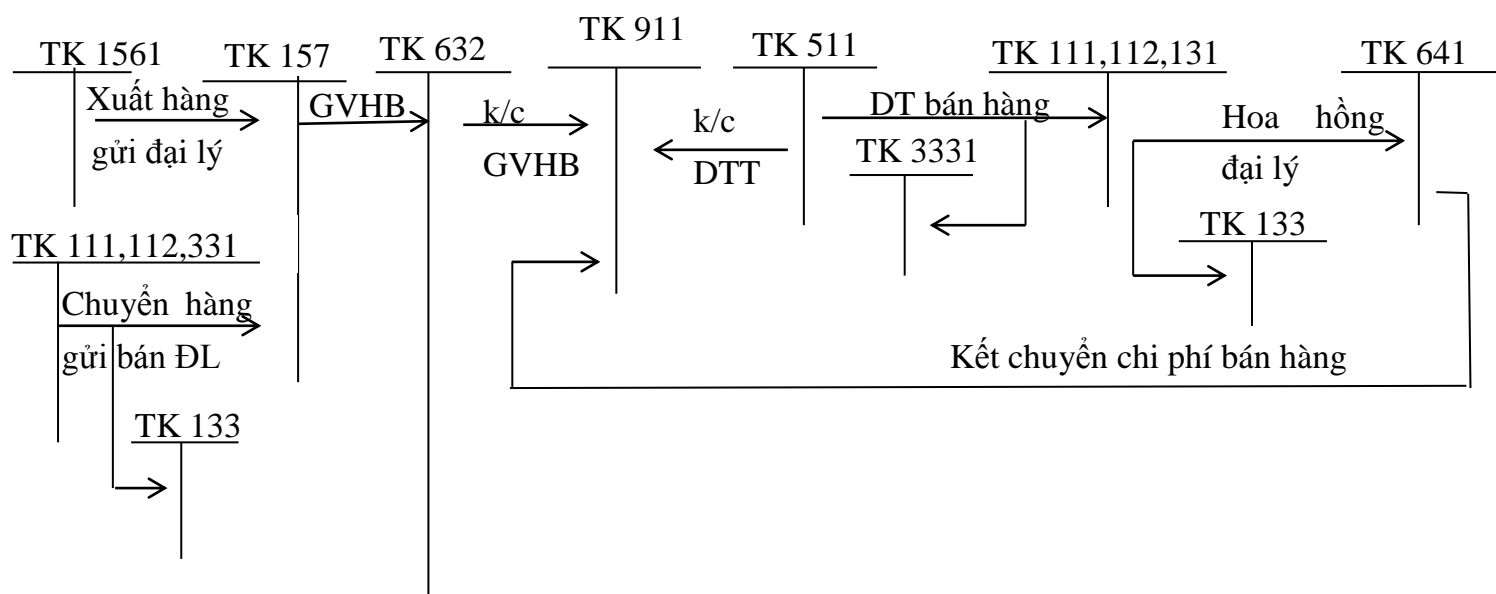 TK 1561
TK 157
TK 632
TK 911
TK 511
TK 111,112,131
TK 641
Xuất hàng
gửi đại lý
GVHB
k/c
GVHB
k/c
DTT
DT bán hàng
TK 3331
Hoa hồng
đại lý
TK 133
TK 111,112,331
Chuyển hàng
gửi bán ĐL
TK 133
Kết chuyển chi phí bán hàng